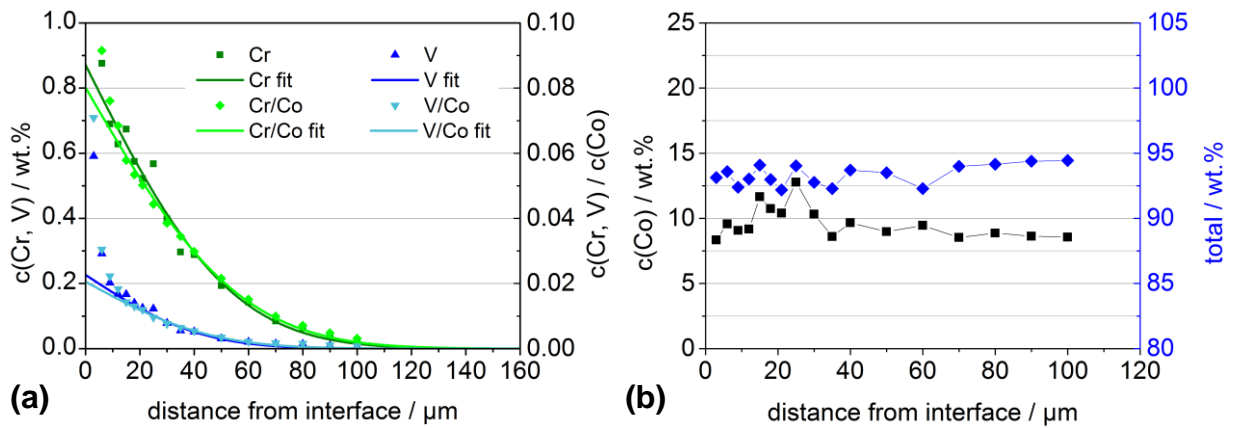 1.0
0.8
0.6
0.4
0.2
0.0
c(Cr, V) / wt.%
0.10
0.08
0.06
0.04
0.02
0.00
c(Cr, V) / c(Co)
Cr
Cr fit
Cr/Co
Cr/Co fit
V
V fit
V/Co
V/Co fit
0 20 40 60 80 100 120 140 160
distance from interface / µm
(a)
25
20
15
10
5
0
c(Co) / wt.%
105
100
95
90
85
80
total / wt.%
0 20 40 60 80 100 120
distance from interface / µm
(b)